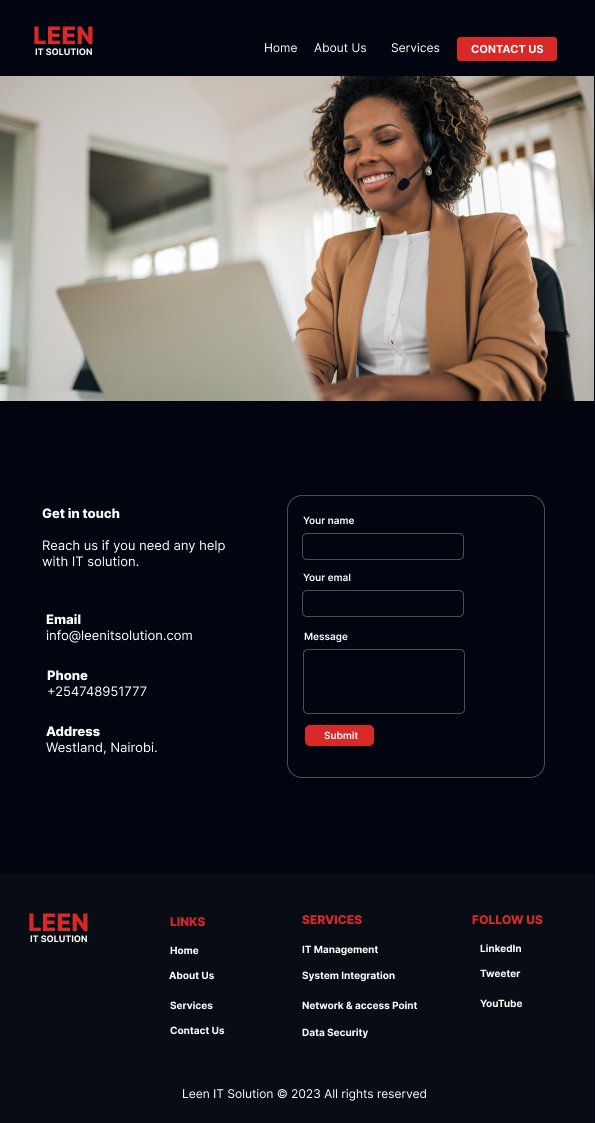 LEEN
IT SOLUTION
Home About Us Services CONTACT US
Get in touch
Reach us if you need any help
with IT solution.
Email
info@leenitsolution.com
Phone
+254748951777
Address
Westland, Nairobi.
Your name
Your emal
Message
Submit
LEEN
IT SOLUTION
LINKS
Home
About Us
Services
Contact Us
SERVICES
IT Management
System Integration
Network & access Point
Data Security
FOLLOW US
LinkedIn
Tweeter
YouTube
Leen IT Solution © 2023 All rights reserved